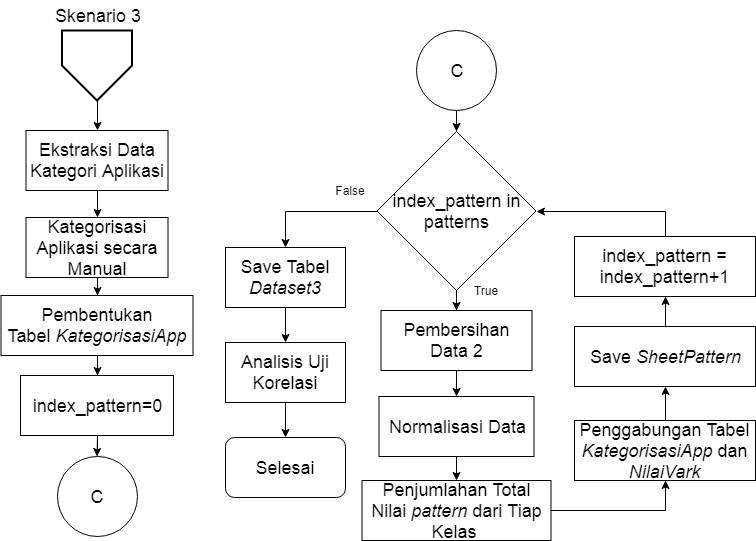 Skenario 3
Ekstraksi Data
Kategori Aplikasi
Kategorisasi
Aplikasi secara
Manual
Pembentukan
Tabel KategorisasiApp
index_pattern=0
C
C
index_pattern in
patterns
False
True
Save Tabel
Dataset3
Analisis Uji
Korelasi
Selesai
Pembersihan
Data 2
Normalisasi Data
Penjumlahan Total
Nilai pattern dari Tiap
Kelas
Penggabungan Tabel
KategorisasiApp dan
NilaiVark
Save SheetPattern
index_pattern =
index_pattern+1